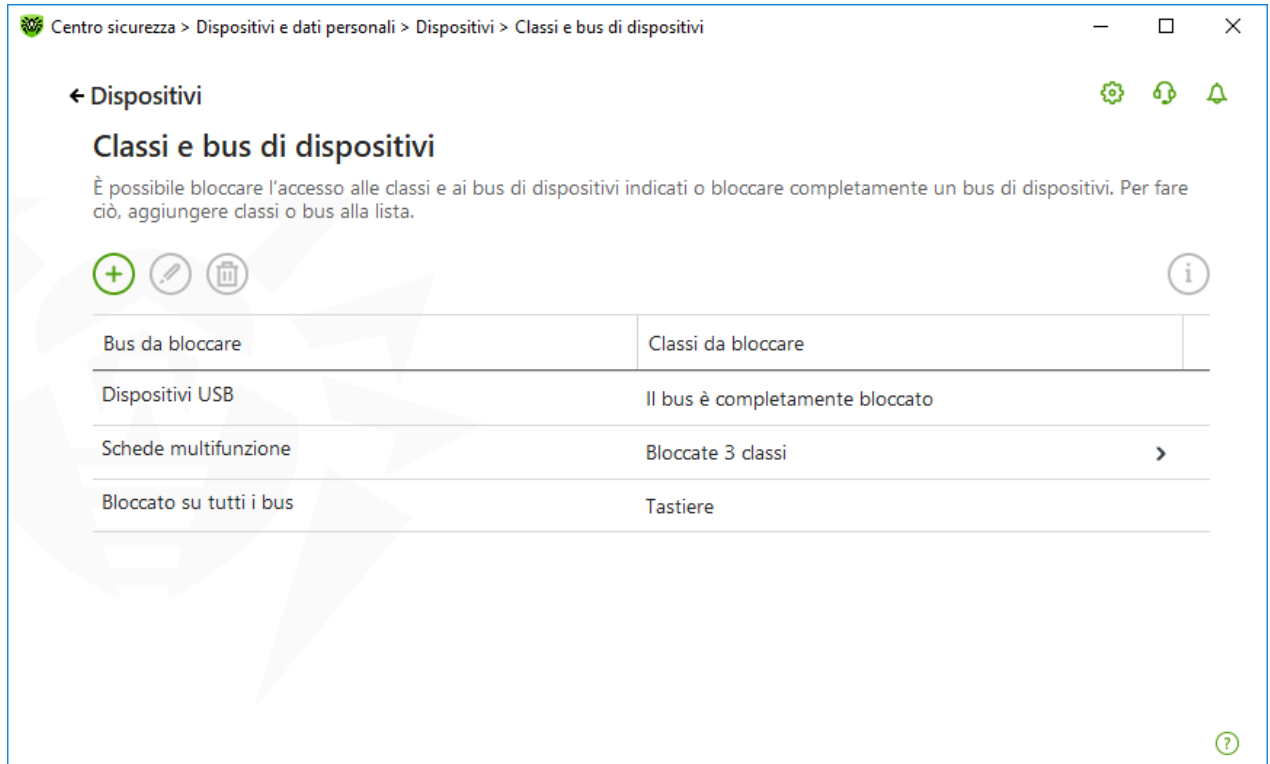 Centro sicurezza > Dispositivi e dati personali > Dispositivi > Classi e bus di dispositivi
Dispositivi
Classi e bus di dispositivi
È possibile bloccare l'accesso alle classi e ai bus di dispositivi indicati o bloccare completamente un bus di dispositivi. Per fare
ciò, aggiungere classi o bus alla lista.
Bus da bloccare Classi da bloccare
Dispositivi USB Il bus è completamente bloccato
Schede multifunzione Bloccate 3 classi
Bloccato su tutti i bus Tastiere